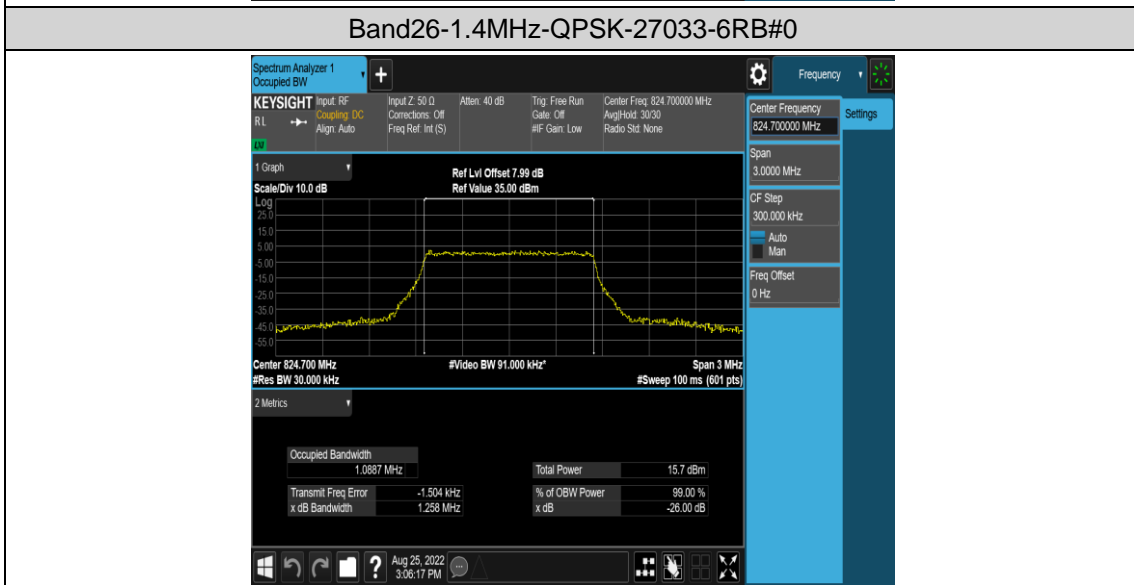 Band26-1.4MHz-QPSK-27033-6RB#0
Spectrum Analyzer 1
Occupied BW
+
Frequency
KEYSIGHT
Input: RF
Input Z: 50 Ω
Atten: 40 dB
Trig: Free Run
Center Freq: 824.700000 MHz
RL
Coupling: DC
Corrections: Off
Gate: Off
Avg|Hold: 30/30
Align: Auto
Freq Ref: Int (S)
#IF Gain: Low
Radio Std: None
Center Frequency
824.700000 MHz
Settings
Span
3.0000 MHz
CF Step
300.000 kHz
Auto
Man
Freq Offset
0 Hz
1 Graph
Ref Lvl Offset 7.99 dB
Scale/Div 10.0 dB
Ref Value 35.00 dBm
Log
25.0
15.0
5.00
-5.00
-15.0
-25.0
-35.0
-45.0
-55.0
Center 824.700 MHz
#Video BW 91.000 kHz*
Span 3 MHz
#Res BW 30.000 kHz
#Sweep 100 ms (601 pts)
2 Metrics
Occupied Bandwidth
1.0887 MHz
Total Power
15.7 dBm
Transmit Freq Error
-1.504 kHz
% of OBW Power
99.00 %
x dB Bandwidth
1.258 MHz
x dB
-26.00 dB
?
Aug 25, 2022
3:06:17 PM